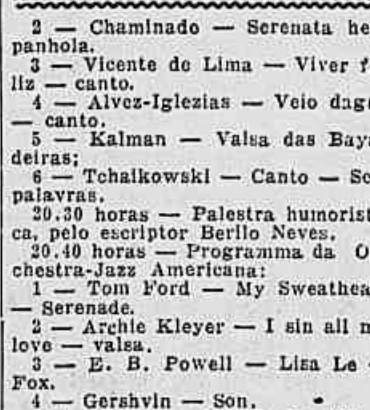 2 — Chaminado — Serenata he
panhola.
3 — Vicente de Lima — Viver f
liz — canto.
4 — Alvez-Iglezias — Veio dag
— canto.
5 — Kalman — Valsa das Bay
deiras;
6 — Tchaikowski — Canto — Se
palavras.
20.30 horas — Palestra humorist
ca, pelo escriptor Berilo Neves.
20.40 horas — Programma da O
chestra-Jazz Americana:
1 — Tom Ford — My Sweathea
— Serenade.
2 — Archie Kleyer — I sin all m
love — valsa.
3 — E. B. Powell — Lisa Le
Fox.
4 — Gershvin — Son.